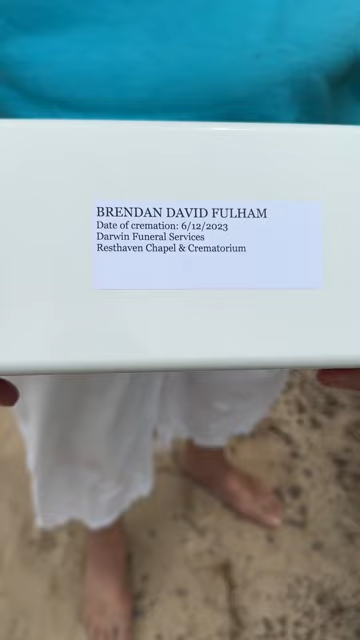 BRENDAN DAVID FULHAM
Date of cremation: 6/12/2023
Darwin Funeral Services
Resthaven Chapel & Crematorium